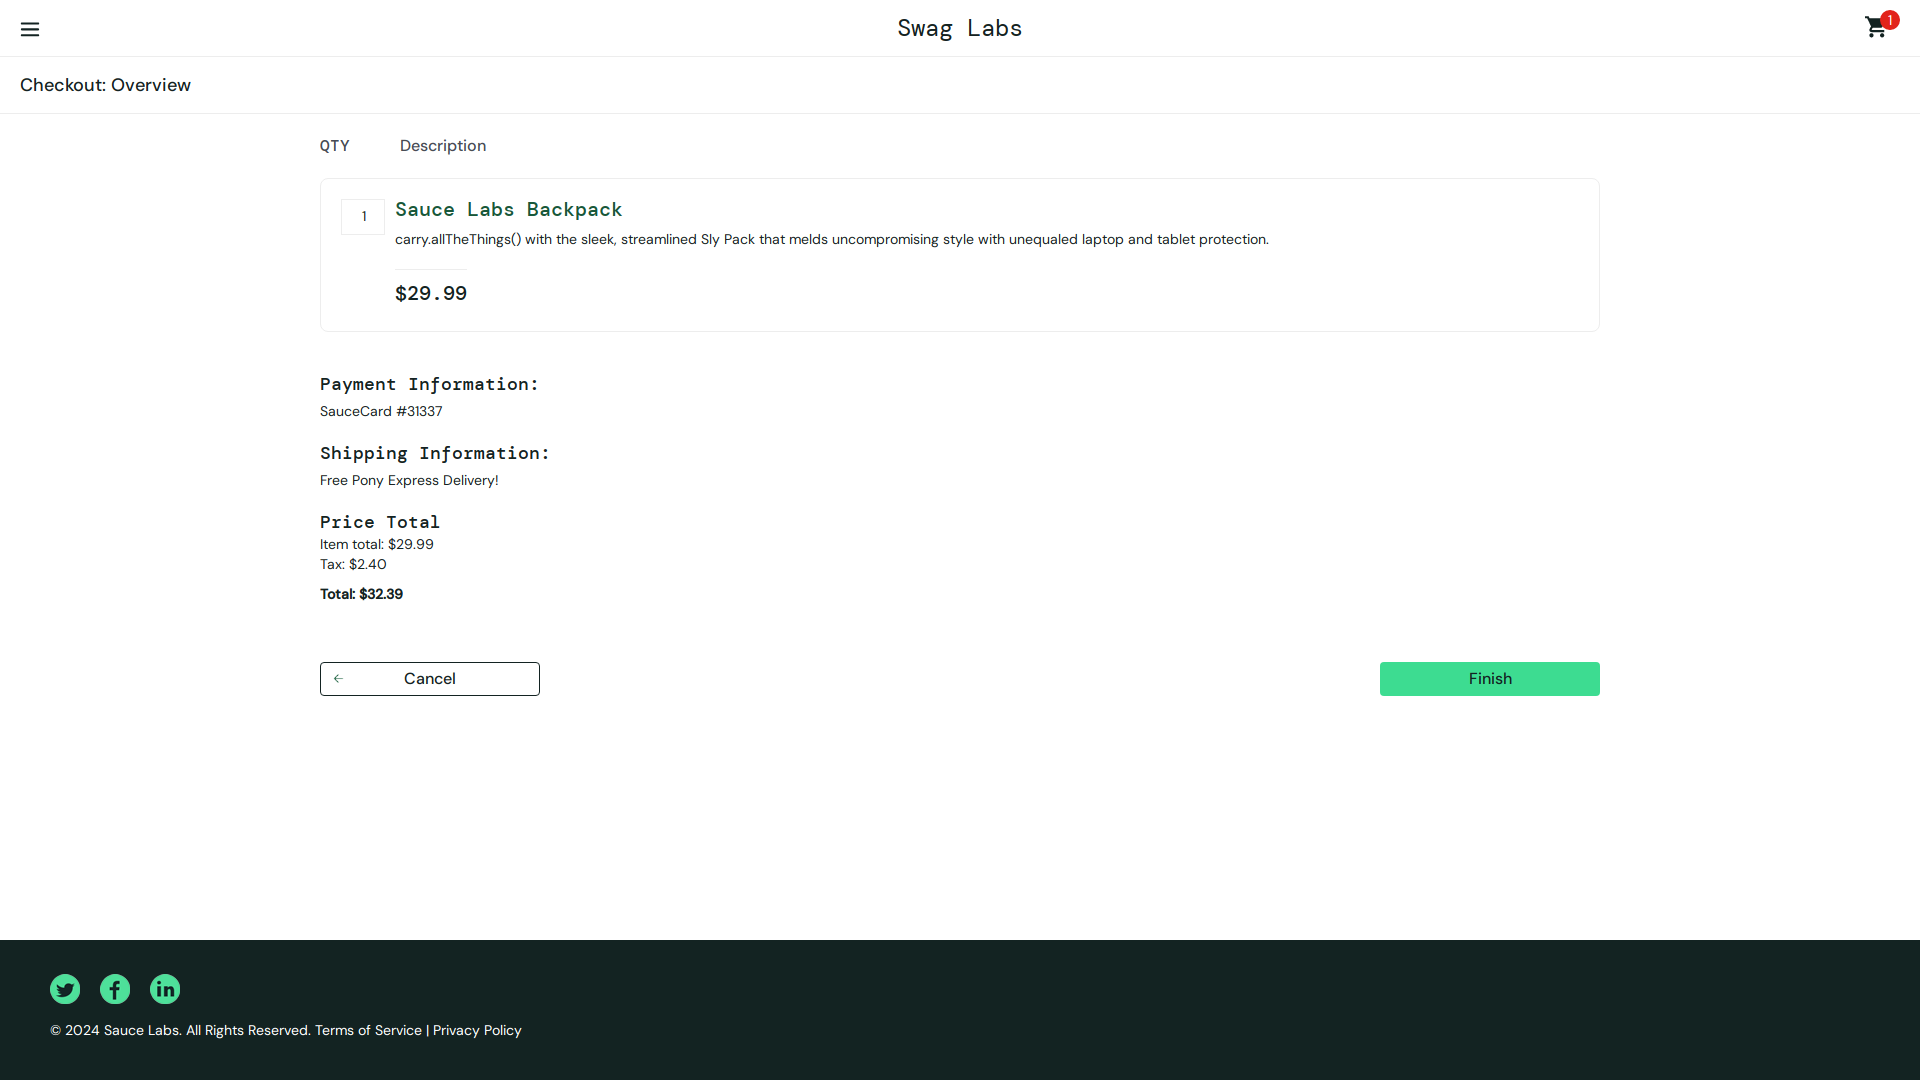 Swag Labs
1
Checkout: Overview
QTY Description
1
Sauce Labs Backpack
carry.allTheThings() with the sleek, streamlined Sly Pack that melds uncompromising style with unequaled laptop and tablet protection.
$29.99
Payment Information:
SauceCard #31337
Shipping Information:
Free Pony Express Delivery!
Price Total
Item total: $29.99
Tax: $2.40
Total: $32.39
Cancel
Finish
© 2024 Sauce Labs. All Rights Reserved. Terms of Service | Privacy Policy